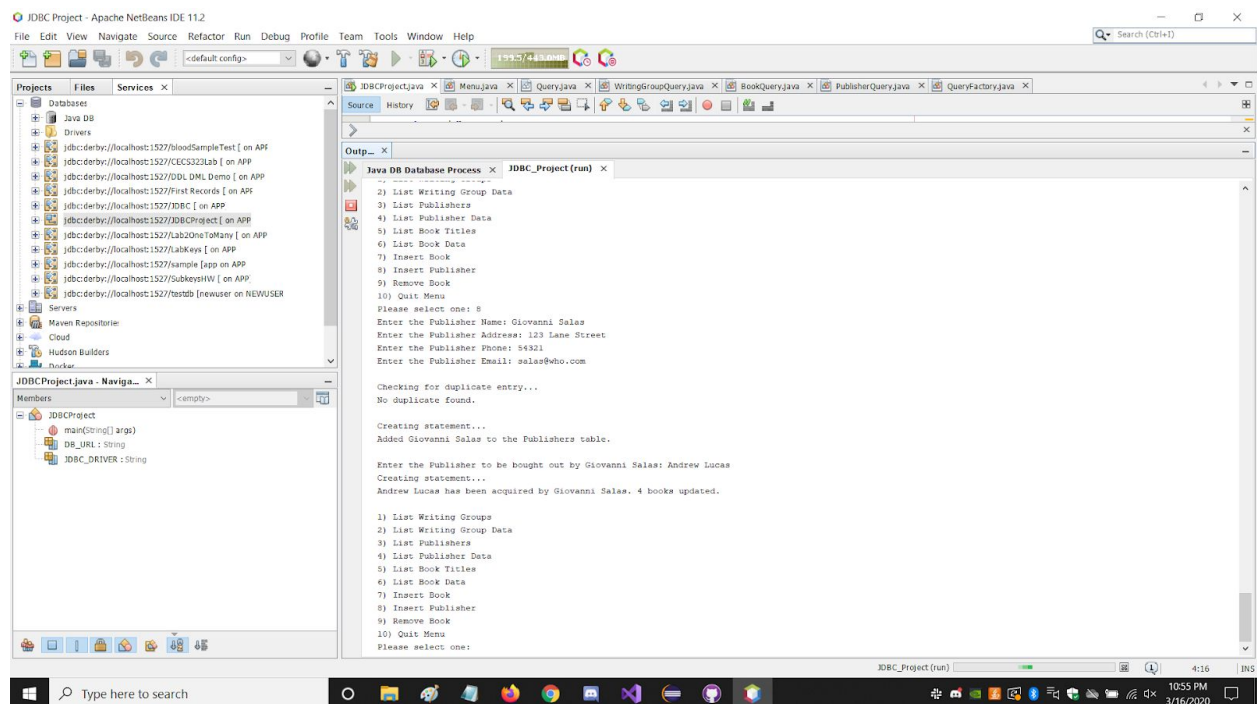 JDBC Project - Apache NetBeans IDE 11.2
File Edit View Navigate Source Refactor Run Debug Profile Team Tools Window Help
Search (Ctrl+I)
<default config>
199.5/443.0MB
Projects Files Services
Databases
Java DB
Drivers
jdbc:derby://localhost:1527/bloodSampleTest [ on APP
jdbc:derby://localhost:1527/CECS323Lab [ on APP
jdbc:derby://localhost:1527/DDL DML Demo [ on APP
jdbc:derby://localhost:1527/First Records [ on APP
jdbc:derby://localhost:1527/JDBC [ on APP
jdbc:derby://localhost:1527/JDBCProject [ on APP
jdbc:derby://localhost:1527/Lab2OneToMany [ on APP
jdbc:derby://localhost:1527/LabKeys [ on APP
jdbc:derby://localhost:1527/sample [app on APP
jdbc:derby://localhost:1527/SubkeysHW [ on APP
jdbc:derby://localhost:1527/testdb [newuser on NEWUSER
Servers
Maven Repositorie
Cloud
Hudson Builders
Docker
JDBCProject.java - Naviga...
Members <empty>
JDBCProject
main(String[] args)
DB_URL : String
JDBC_DRIVER : String
JDBCProject.java Menu.java Query.java WritingGroupQuery.java BookQuery.java PublisherQuery.java QueryFactory.java
Source History
Outp...
Java DB Database Process JDBC_Project (run)
2) List Writing Group Data
3) List Publishers
4) List Publisher Data
5) List Book Titles
6) List Book Data
7) Insert Book
8) Insert Publisher
9) Remove Book
10) Quit Menu
Please select one: 8
Enter the Publisher Name: Giovanni Salas
Enter the Publisher Address: 123 Lane Street
Enter the Publisher Phone: 54321
Enter the Publisher Email: salas@who.com
Checking for duplicate entry...
No duplicate found.
Creating statement...
Added Giovanni Salas to the Publishers table.
Enter the Publisher to be bought out by Giovanni Salas: Andrew Lucas
Creating statement...
Andrew Lucas has been acquired by Giovanni Salas. 4 books updated.
1) List Writing Groups
2) List Writing Group Data
3) List Publishers
4) List Publisher Data
5) List Book Titles
6) List Book Data
7) Insert Book
8) Insert Publisher
9) Remove Book
10) Quit Menu
Please select one:
JDBC_Project (run) 1 4:16 INS
Type here to search
10:55 PM
3/16/2020